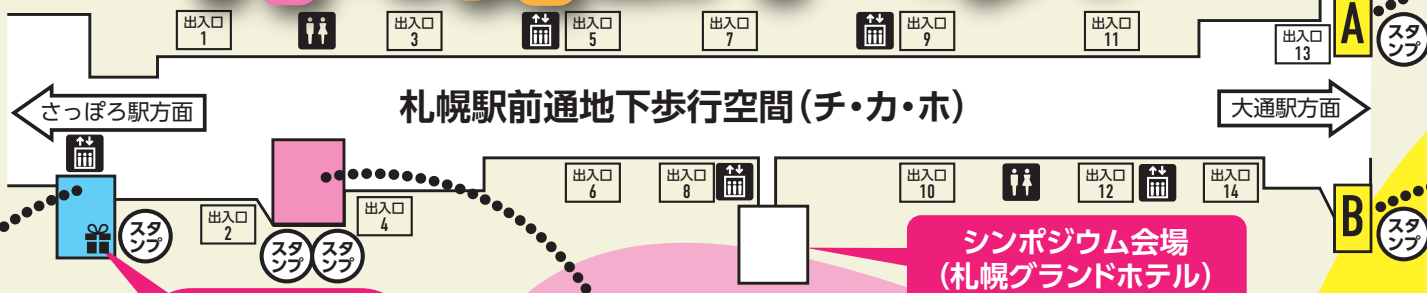 出入口
1
出入口
3
出入口
5
出入口
7
出入口
9
出入口
11
出入口
13
A
スタ
ンプ
さっぽろ駅方面
札幌駅前通地下歩行空間(チ・カ・ホ)
大通駅方面
スタ
ンプ
出入口
2
スタ
ンプ
スタ
ンプ
出入口
4
出入口
6
出入口
8
出入口
10
出入口
12
出入口
14
B
スタ
ンプ
シンポジウム会場
(札幌グランドホテル)